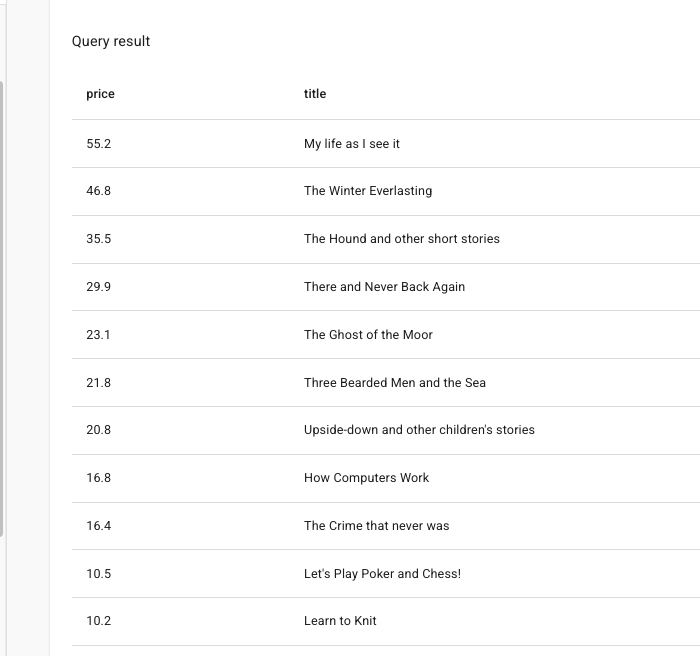 Query result
price title
55.2 My life as I see it
46.8 The Winter Everlasting
35.5 The Hound and other short stories
29.9 There and Never Back Again
23.1 The Ghost of the Moor
21.8 Three Bearded Men and the Sea
20.8 Upside-down and other children's stories
16.8 How Computers Work
16.4 The Crime that never was
10.5 Let's Play Poker and Chess!
10.2 Learn to Knit